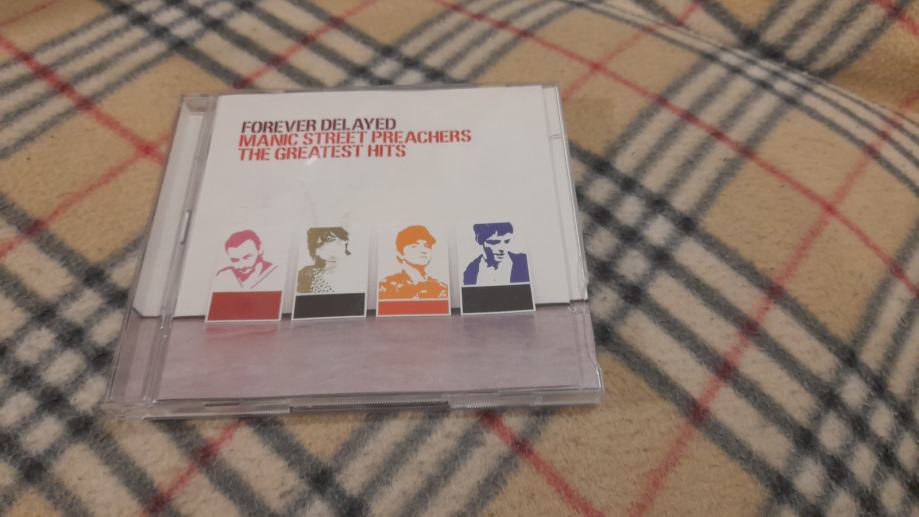 FOREVER DELAYED
MANIC STREET PREACHERS
THE GREATEST HITS